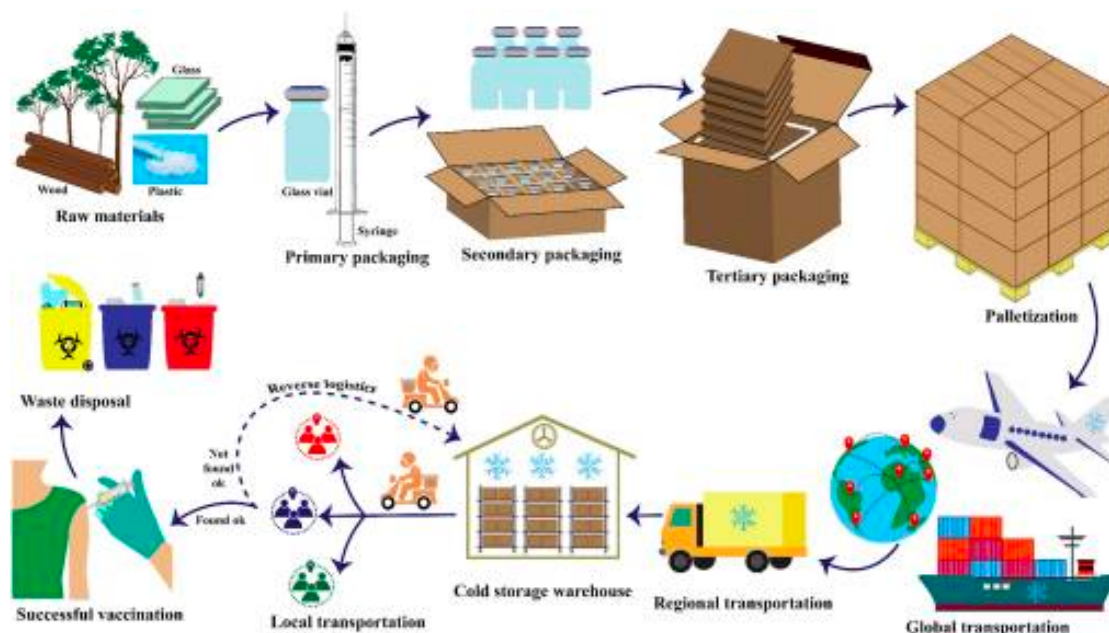 Glass
Wood
Plastic
Raw materials
Glass vial
Syringe
Primary packaging
Secondary packaging
Tertiary packaging
Palletization
Waste disposal
Reverse logistics
Not
found
ok
Found ok
Successful vaccination
Local transportation
Cold storage warehouse
Regional transportation
Global transportation